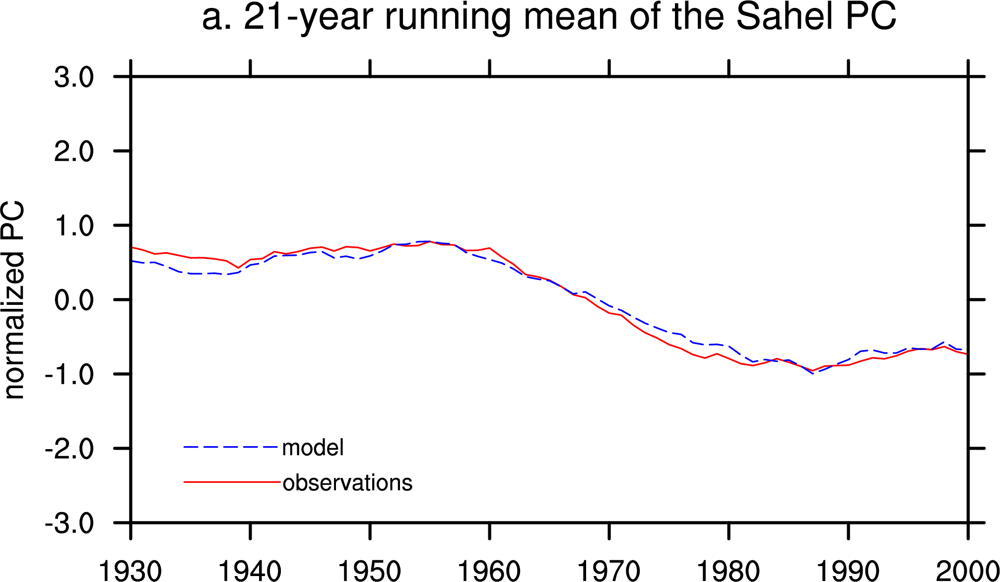 a. 21-year running mean of the Sahel PC
3.0
2.0
1.0
0.0
-1.0
-2.0
-3.0
normalized PC
model
observations
1930 1940 1950 1960 1970 1980 1990 2000